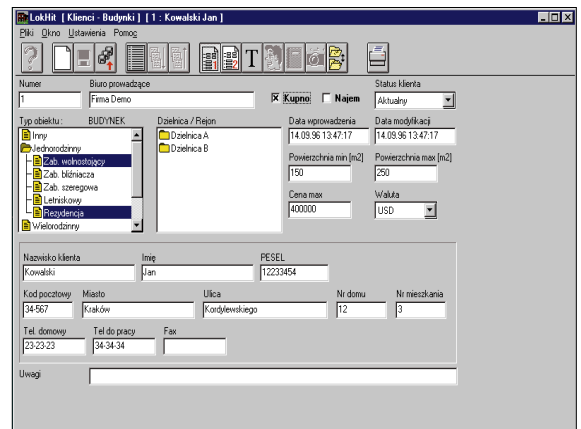 LokHit [ Klienci - Budynki ] [ 1 : Kowalski Jan ]
Pliki Okno Ustawienia Pomoc
1 2 T
Numer Biuro prowadzące Status klienta
1 Firma Demo Kupno Najem Aktualny
Typ obiektu : BUDYNEK Dzielnica / Rejon Data wprowadzenia Data modyfikacji
Inny Dzielnica A 14.09.96 13:47:17 14.09.96 13:47:17
Jednorodzinny Dzielnica B
Zab. wolnostojący Powierzchnia min [m2] Powierzchnia max [m2]
Zab. bliźniacza 150 250
Zab. szeregowa
Letniskowy Cena max Waluta
Rezydencja 400000 USD
Wielorodzinny
Nazwisko klienta Imię PESEL
Kowalski Jan 12233454
Kod pocztowy Miasto Ulica Nr domu Nr mieszkania
34-567 Kraków Kordylewskiego 12 3
Tel. domowy Tel do pracy Fax
23-23-23 34-34-34
Uwagi